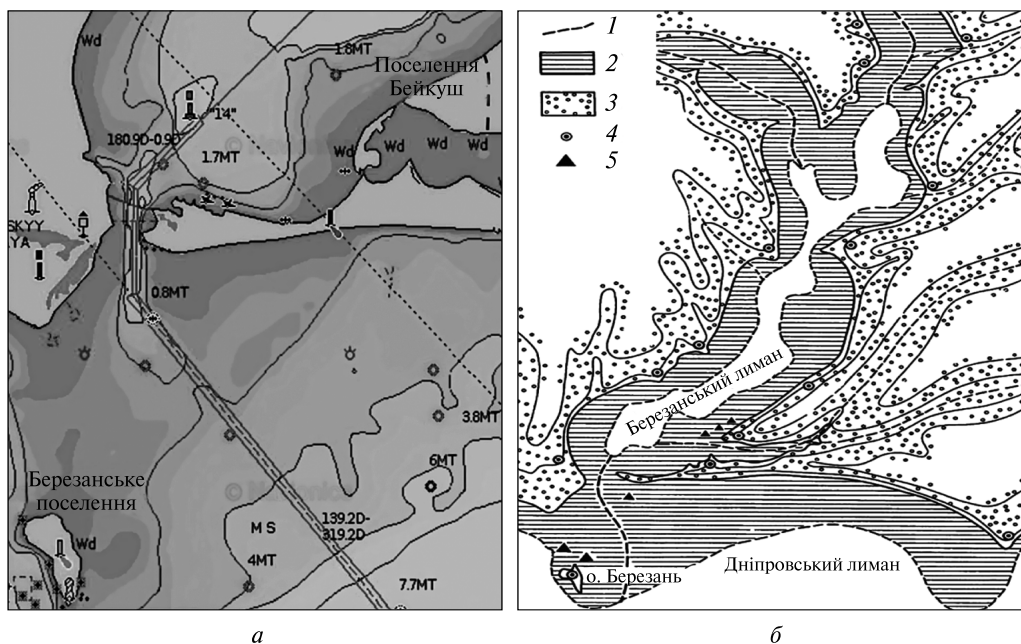 Wd
1.8MT
Поселення
Бейкуш
"14"
180.9D-0.9D
1.7MT
Wd
Wd
Wd
Wd
SKYY
YA
0.8MT
3.8MT
6MT
Березанське
поселення
© Navionics
M S
139.2D-
319.2D
Wd
4MT
7.7MT
а
1
2
3
4
5
Березанський лиман
о. Березань
Дніпровський лиман
б